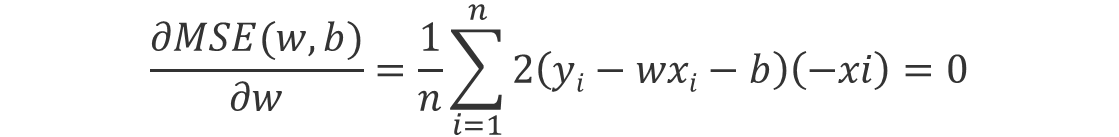 ∂MSE(w, b)/∂w = 1/n ∑_{i=1}^{n} 2(y_i − wx_i − b)(−xi) = 0